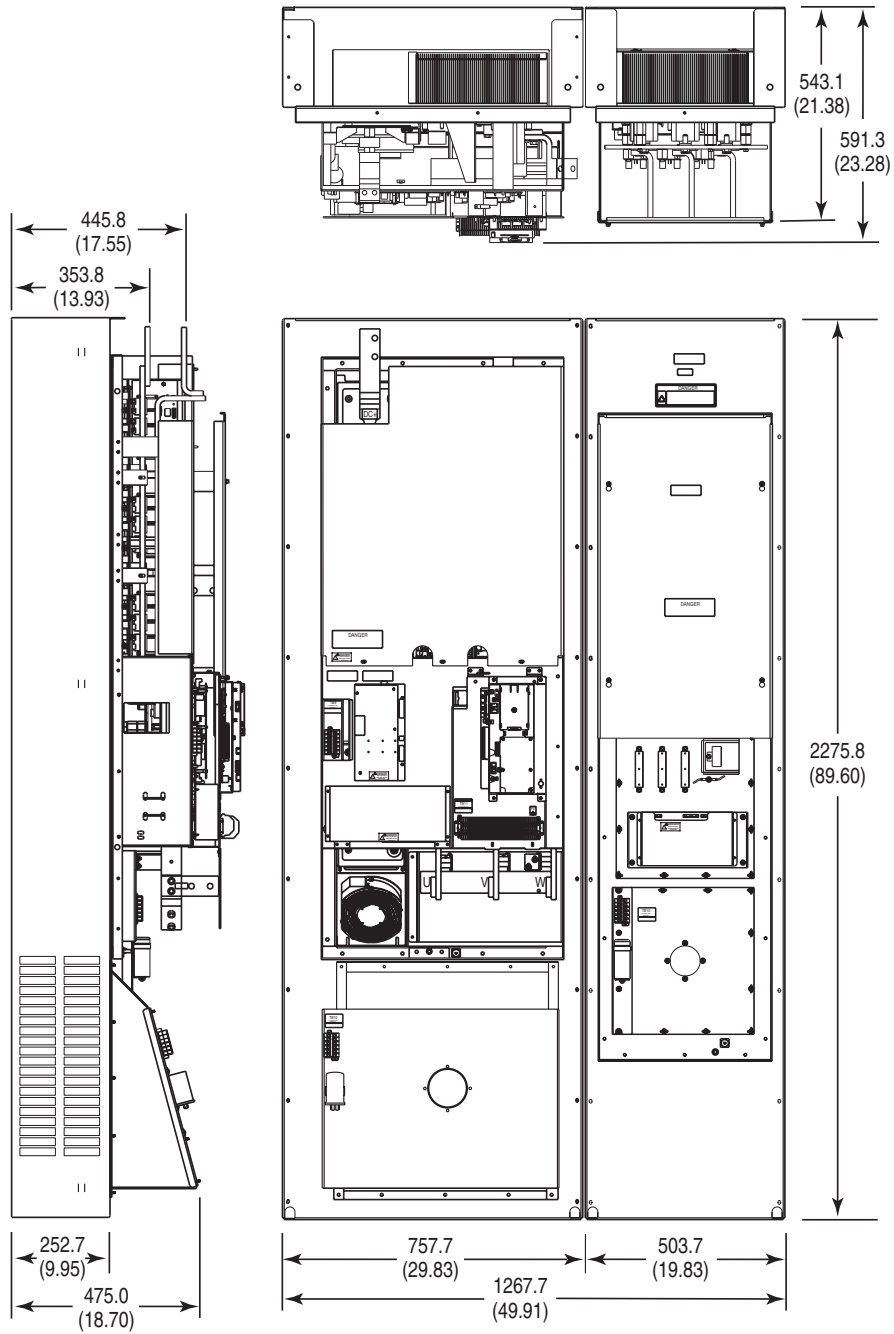 543.1
(21.38)
591.3
(23.28)
445.8
(17.55)
353.8
(13.93)
DANGER
DC+
DANGER
DANGER
2275.8
(89.60)
U
V
W
252.7
(9.95)
475.0
(18.70)
757.7
(29.83)
503.7
(19.83)
1267.7
(49.91)